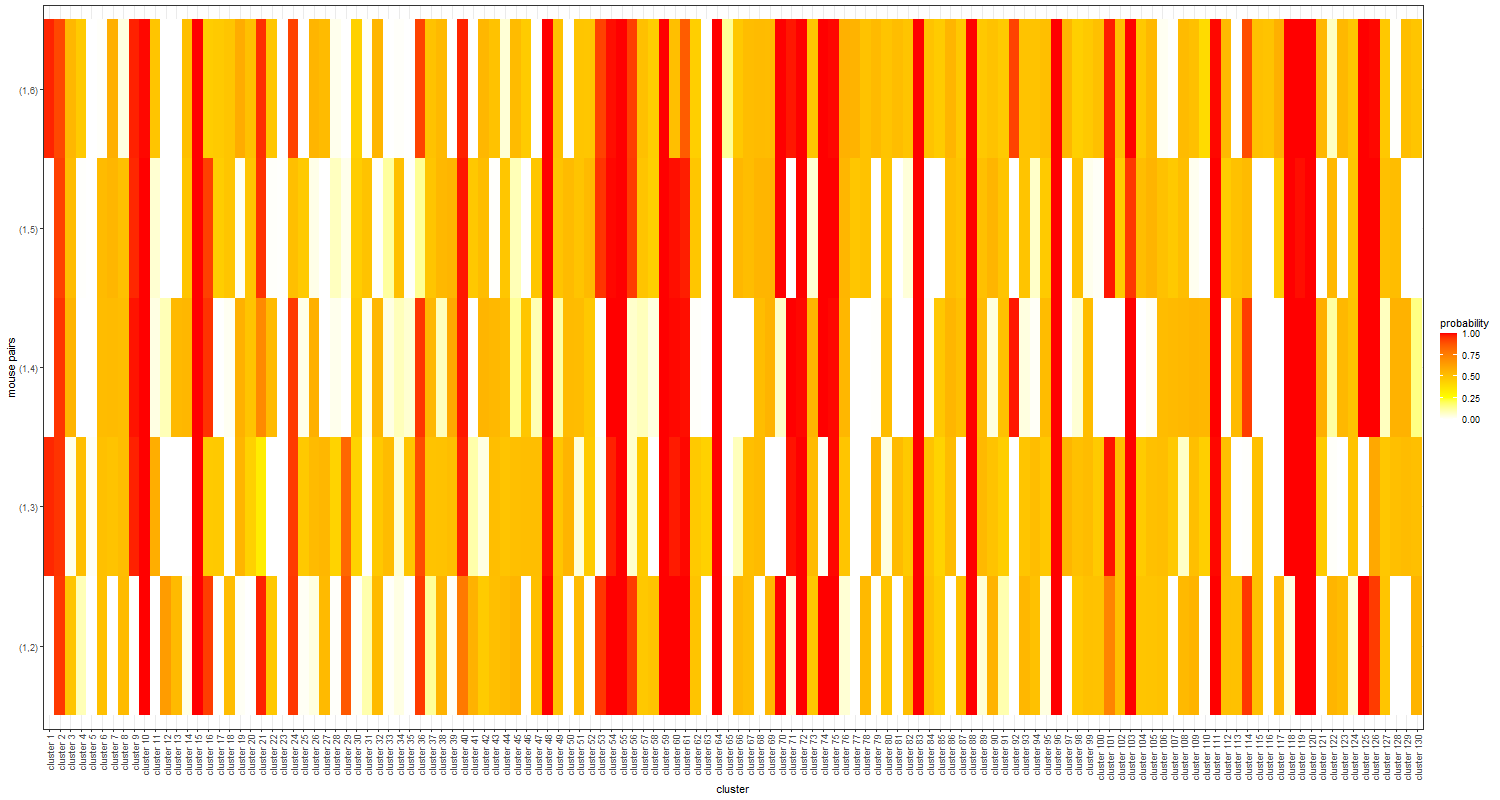 (1,6)
(1,5)
(1,4)
(1,3)
(1,2)
mouse pairs
cluster 1
cluster 2
cluster 3
cluster 4
cluster 5
cluster 6
cluster 7
cluster 8
cluster 9
cluster 10
cluster 11
cluster 12
cluster 13
cluster 14
cluster 15
cluster 16
cluster 17
cluster 18
cluster 19
cluster 20
cluster 21
cluster 22
cluster 23
cluster 24
cluster 25
cluster 26
cluster 27
cluster 28
cluster 29
cluster 30
cluster 31
cluster 32
cluster 33
cluster 34
cluster 35
cluster 36
cluster 37
cluster 38
cluster 39
cluster 40
cluster 41
cluster 42
cluster 43
cluster 44
cluster 45
cluster 46
cluster 47
cluster 48
cluster 49
cluster 50
cluster 51
cluster 52
cluster 53
cluster 54
cluster 55
cluster 56
cluster 57
cluster 58
cluster 59
cluster 60
cluster 61
cluster 62
cluster 63
cluster 64
cluster 65
cluster 66
cluster 67
cluster 68
cluster 69
cluster 70
cluster 71
cluster 72
cluster 73
cluster 74
cluster 75
cluster 76
cluster 77
cluster 78
cluster 79
cluster 80
cluster 81
cluster 82
cluster 83
cluster 84
cluster 85
cluster 86
cluster 87
cluster 88
cluster 89
cluster 90
cluster 91
cluster 92
cluster 93
cluster 94
cluster 95
cluster 96
cluster 97
cluster 98
cluster 99
cluster 100
cluster 101
cluster 102
cluster 103
cluster 104
cluster 105
cluster 106
cluster 107
cluster 108
cluster 109
cluster 110
cluster 111
cluster 112
cluster 113
cluster 114
cluster 115
cluster 116
cluster 117
cluster 118
cluster 119
cluster 120
cluster 121
cluster 122
cluster 123
cluster 124
cluster 125
cluster 126
cluster 127
cluster 128
cluster 129
cluster 130
cluster
probability
1.00
0.75
0.50
0.25
0.00